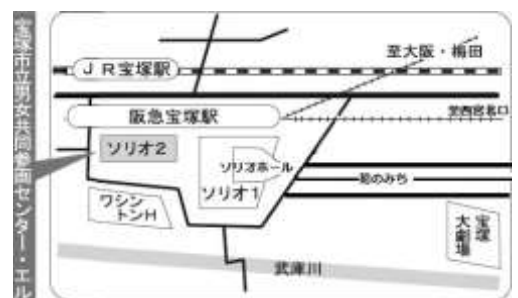 宝塚市立男女共同参画センター・エル
JR宝塚駅
至大阪・梅田
阪急宝塚駅
至西宮北口
ソリオ2
ソリオホール
ソリオ1
花のみち
ワシン
トンH
宝塚
大劇場
武庫川